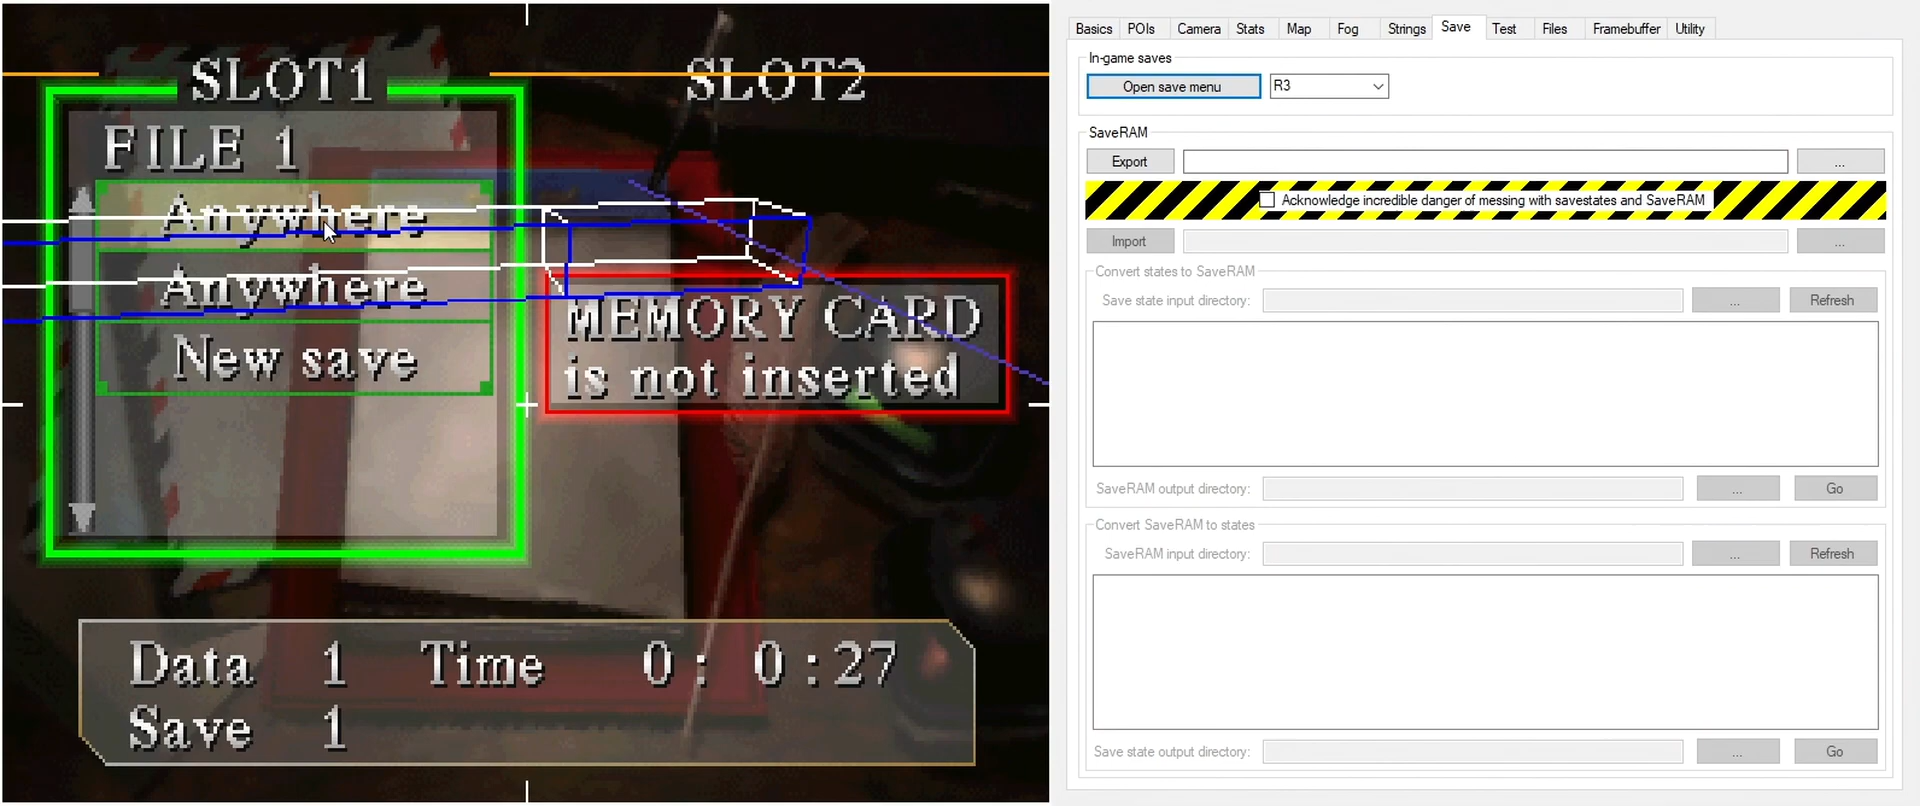 SLOT1
SLOT2
FILE 1
Anywhere
Anywhere
New save
MEMORY CARD
is not inserted
Data 1 Time 0: 0:27
Save 1
Basics POIs Camera Stats Map Fog Strings Save Test Files Framebuffer Utility
In-game saves
Open save menu R3
SaveRAM
Export ...
Acknowledge incredible danger of messing with savestates and SaveRAM
Import ...
Convert states to SaveRAM
Save state input directory: ... Refresh
SaveRAM output directory: ... Go
Convert SaveRAM to states
SaveRAM input directory: ... Refresh
Save state output directory: ... Go